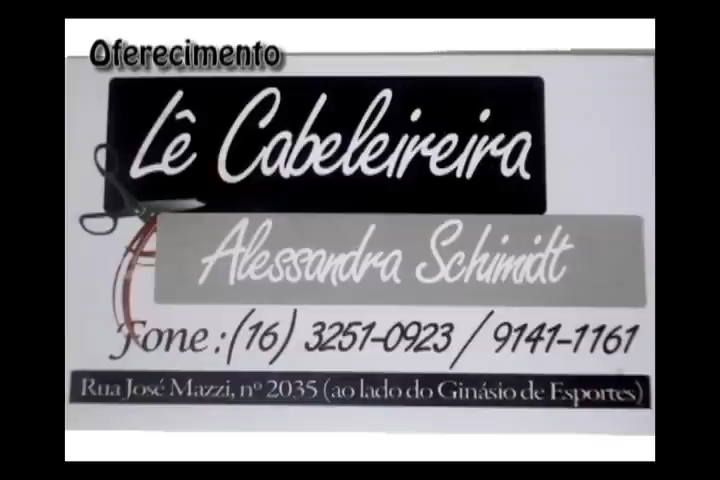 Oferecimento
Lê Cabeleireira
Alessandra Schimidt
Fone: (16) 3251-0923 / 9141-1161
Rua José Mazzi, nº 2035 (ao lado do Ginásio de Esportes)